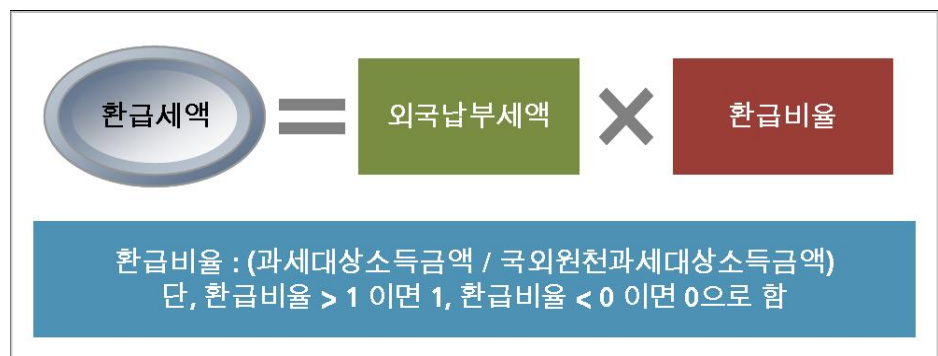 환급세액 = 외국납부세액 × 환급비율
환급비율 : (과세대상소득금액 / 국외원천과세대상소득금액)
단, 환급비율 > 1 이면 1, 환급비율 < 0 이면 0으로 함